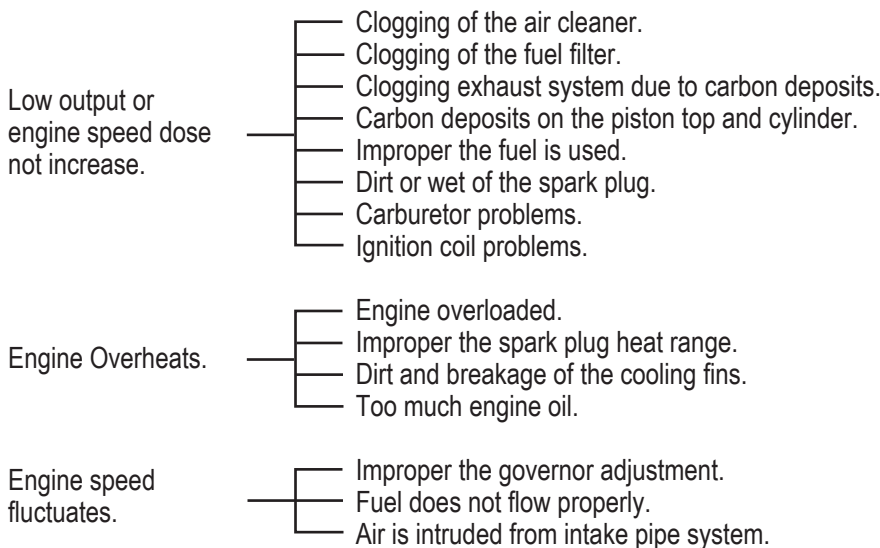 Low output or
engine speed dose
not increase.
Clogging of the air cleaner.
Clogging of the fuel filter.
Clogging exhaust system due to carbon deposits.
Carbon deposits on the piston top and cylinder.
Improper the fuel is used.
Dirt or wet of the spark plug.
Carburetor problems.
Ignition coil problems.
Engine Overheats.
Engine overloaded.
Improper the spark plug heat range.
Dirt and breakage of the cooling fins.
Too much engine oil.
Engine speed
fluctuates.
Improper the governor adjustment.
Fuel does not flow properly.
Air is intruded from intake pipe system.